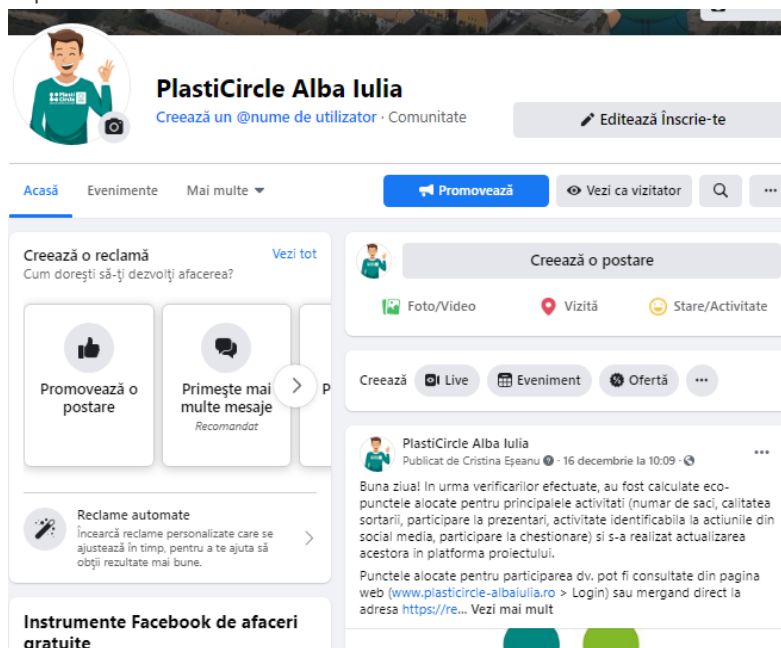 Plasti
Circle
PlastiCircle Alba Iulia
Creează un @nume de utilizator · Comunitate
Editează Înscrie-te
Acasă
Evenimente
Mai multe
Promovează
Vezi ca vizitator
Creează o reclamă
Vezi tot
Cum dorești să-ți dezvolți afacerea?
Promovează o
postare
Primește mai
multe mesaje
Recomandat
Reclame automate
Încearcă reclame personalizate care se
ajustează în timp, pentru a te ajuta să
obții rezultate mai bune.
Instrumente Facebook de afaceri
gratuite
Creează o postare
Foto/Video
Vizită
Stare/Activitate
Creează
Live
Eveniment
Ofertă
PlastiCircle Alba Iulia
Publicat de Cristina Eșeanu · 16 decembrie la 10:09 ·
Buna ziua! In urma verificarilor efectuate, au fost calculate eco-
punctele alocate pentru principalele activitati (numar de saci, calitatea
sortarii, participare la prezentari, activitate identificabila la actiunile din
social media, participare la chestionare) si s-a realizat actualizarea
acestora in platforma proiectului.
Punctele alocate pentru participarea dv. pot fi consultate din pagina
web (www.plasticircle-albaiulia.ro > Login) sau mergand direct la
adresa https://re... Vezi mai mult